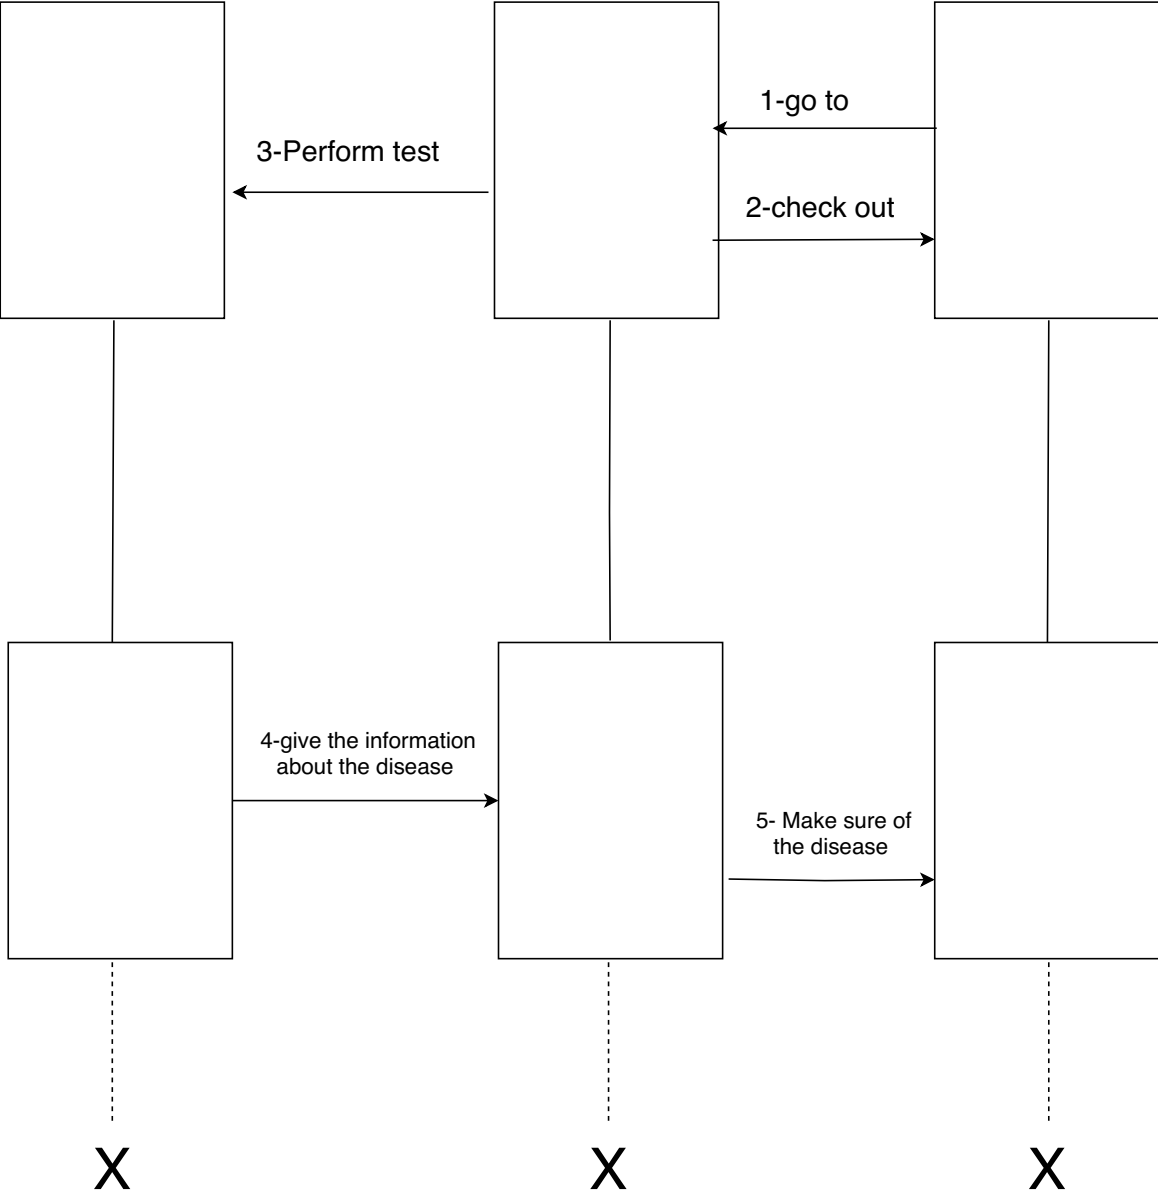 1-go to
3-Perform test
2-check out
4-give the information
about the disease
5- Make sure of
the disease
X
X
X